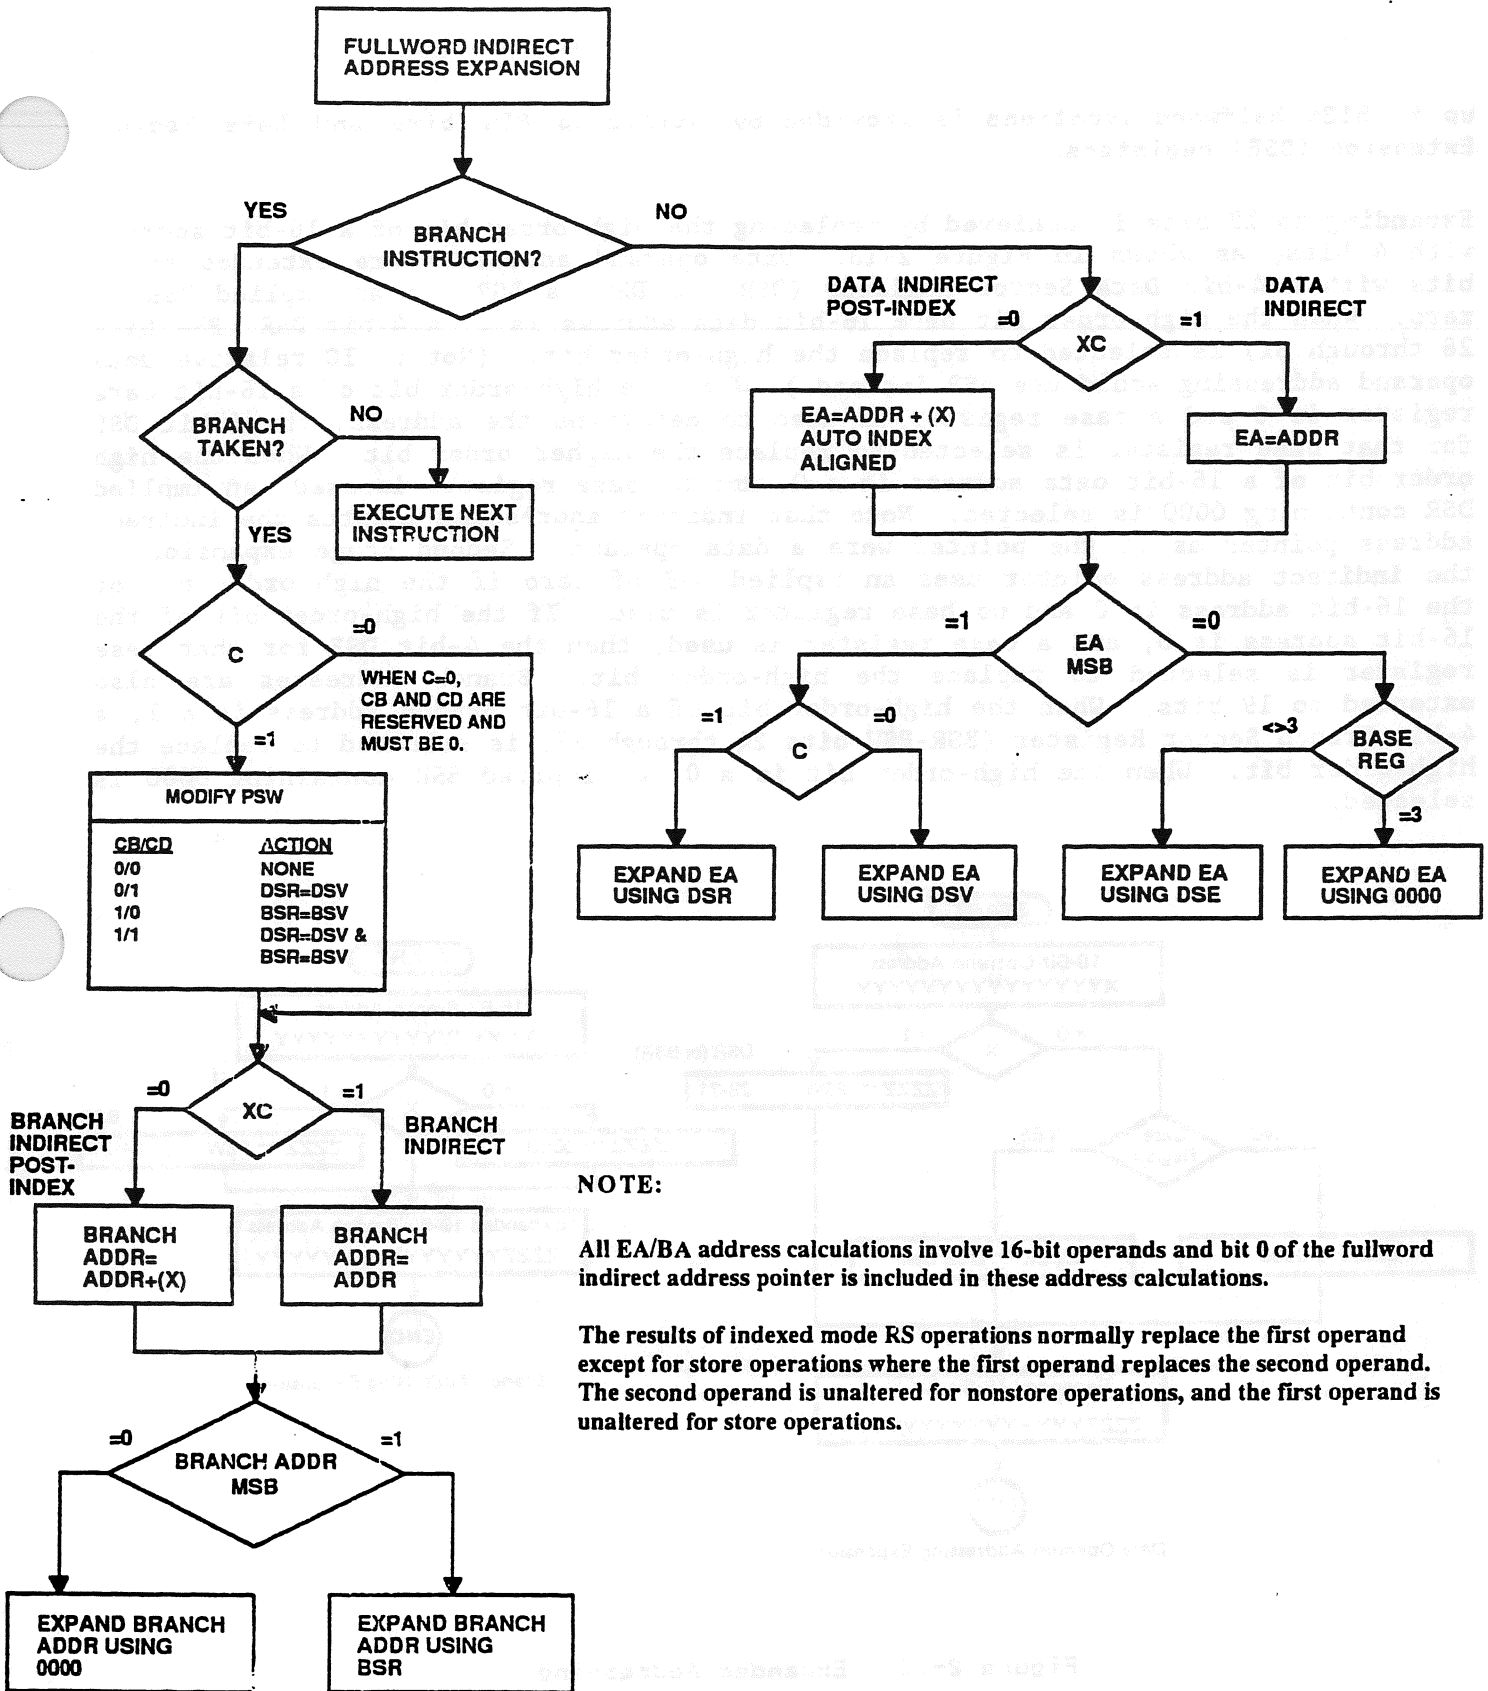 FULLWORD INDIRECT
ADDRESS EXPANSION
YES
NO
BRANCH
INSTRUCTION?
DATA INDIRECT
POST-INDEX
DATA
INDIRECT
=0
=1
XC
BRANCH
TAKEN?
NO
EA=ADDR + (X)
AUTO INDEX
ALIGNED
EA=ADDR
EXECUTE NEXT
INSTRUCTION
YES
C
=0
WHEN C=0,
CB AND CD ARE
RESERVED AND
MUST BE 0.
=1
=1
=0
EA
MSB
=1
=0
C
<>3
BASE
REG
=3
EXPAND EA
USING DSR
EXPAND EA
USING DSV
EXPAND EA
USING DSE
EXPAND EA
USING 0000
MODIFY PSW
CB/CD ACTION
0/0 NONE
0/1 DSR=DSV
1/0 BSR=BSV
1/1 DSR=DSV &
BSR=BSV
=0
=1
XC
BRANCH
INDIRECT
POST-
INDEX
BRANCH
INDIRECT
BRANCH
ADDR=
ADDR+(X)
BRANCH
ADDR=
ADDR
NOTE:
All EA/BA address calculations involve 16-bit operands and bit 0 of the fullword
indirect address pointer is included in these address calculations.
The results of indexed mode RS operations normally replace the first operand
except for store operations where the first operand replaces the second operand.
The second operand is unaltered for nonstore operations, and the first operand is
unaltered for store operations.
=0
=1
BRANCH ADDR
MSB
EXPAND BRANCH
ADDR USING
0000
EXPAND BRANCH
ADDR USING
BSR